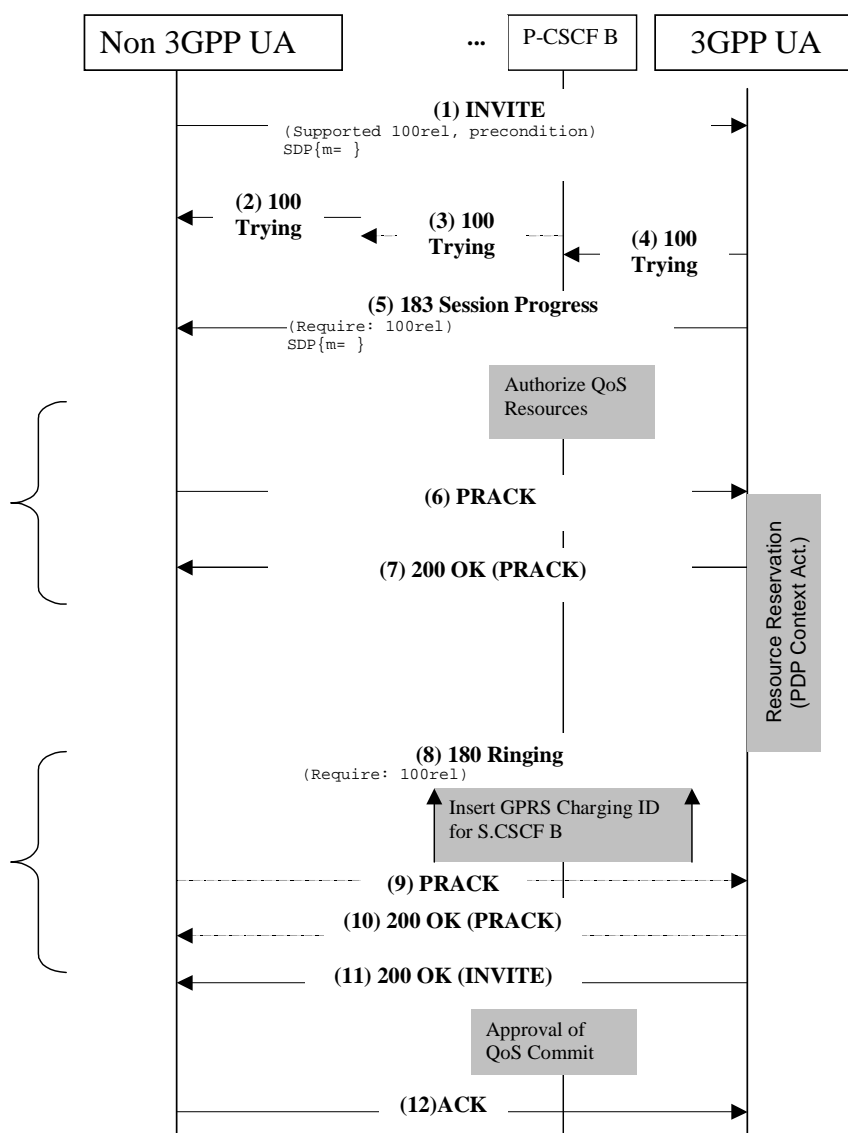 Non 3GPP UA
...
P-CSCF B
3GPP UA
(1) INVITE
(Supported 100rel, precondition)
SDP{m= }
(2) 100
Trying
(3) 100
Trying
(4) 100
Trying
(5) 183 Session Progress
(Require: 100rel)
SDP{m= }
Authorize QoS
Resources
(6) PRACK
(7) 200 OK (PRACK)
Resource Reservation
(PDP Context Act.)
(8) 180 Ringing
(Require: 100rel)
Insert GPRS Charging ID
for S.CSCF B
(9) PRACK
(10) 200 OK (PRACK)
(11) 200 OK (INVITE)
Approval of
QoS Commit
(12)ACK